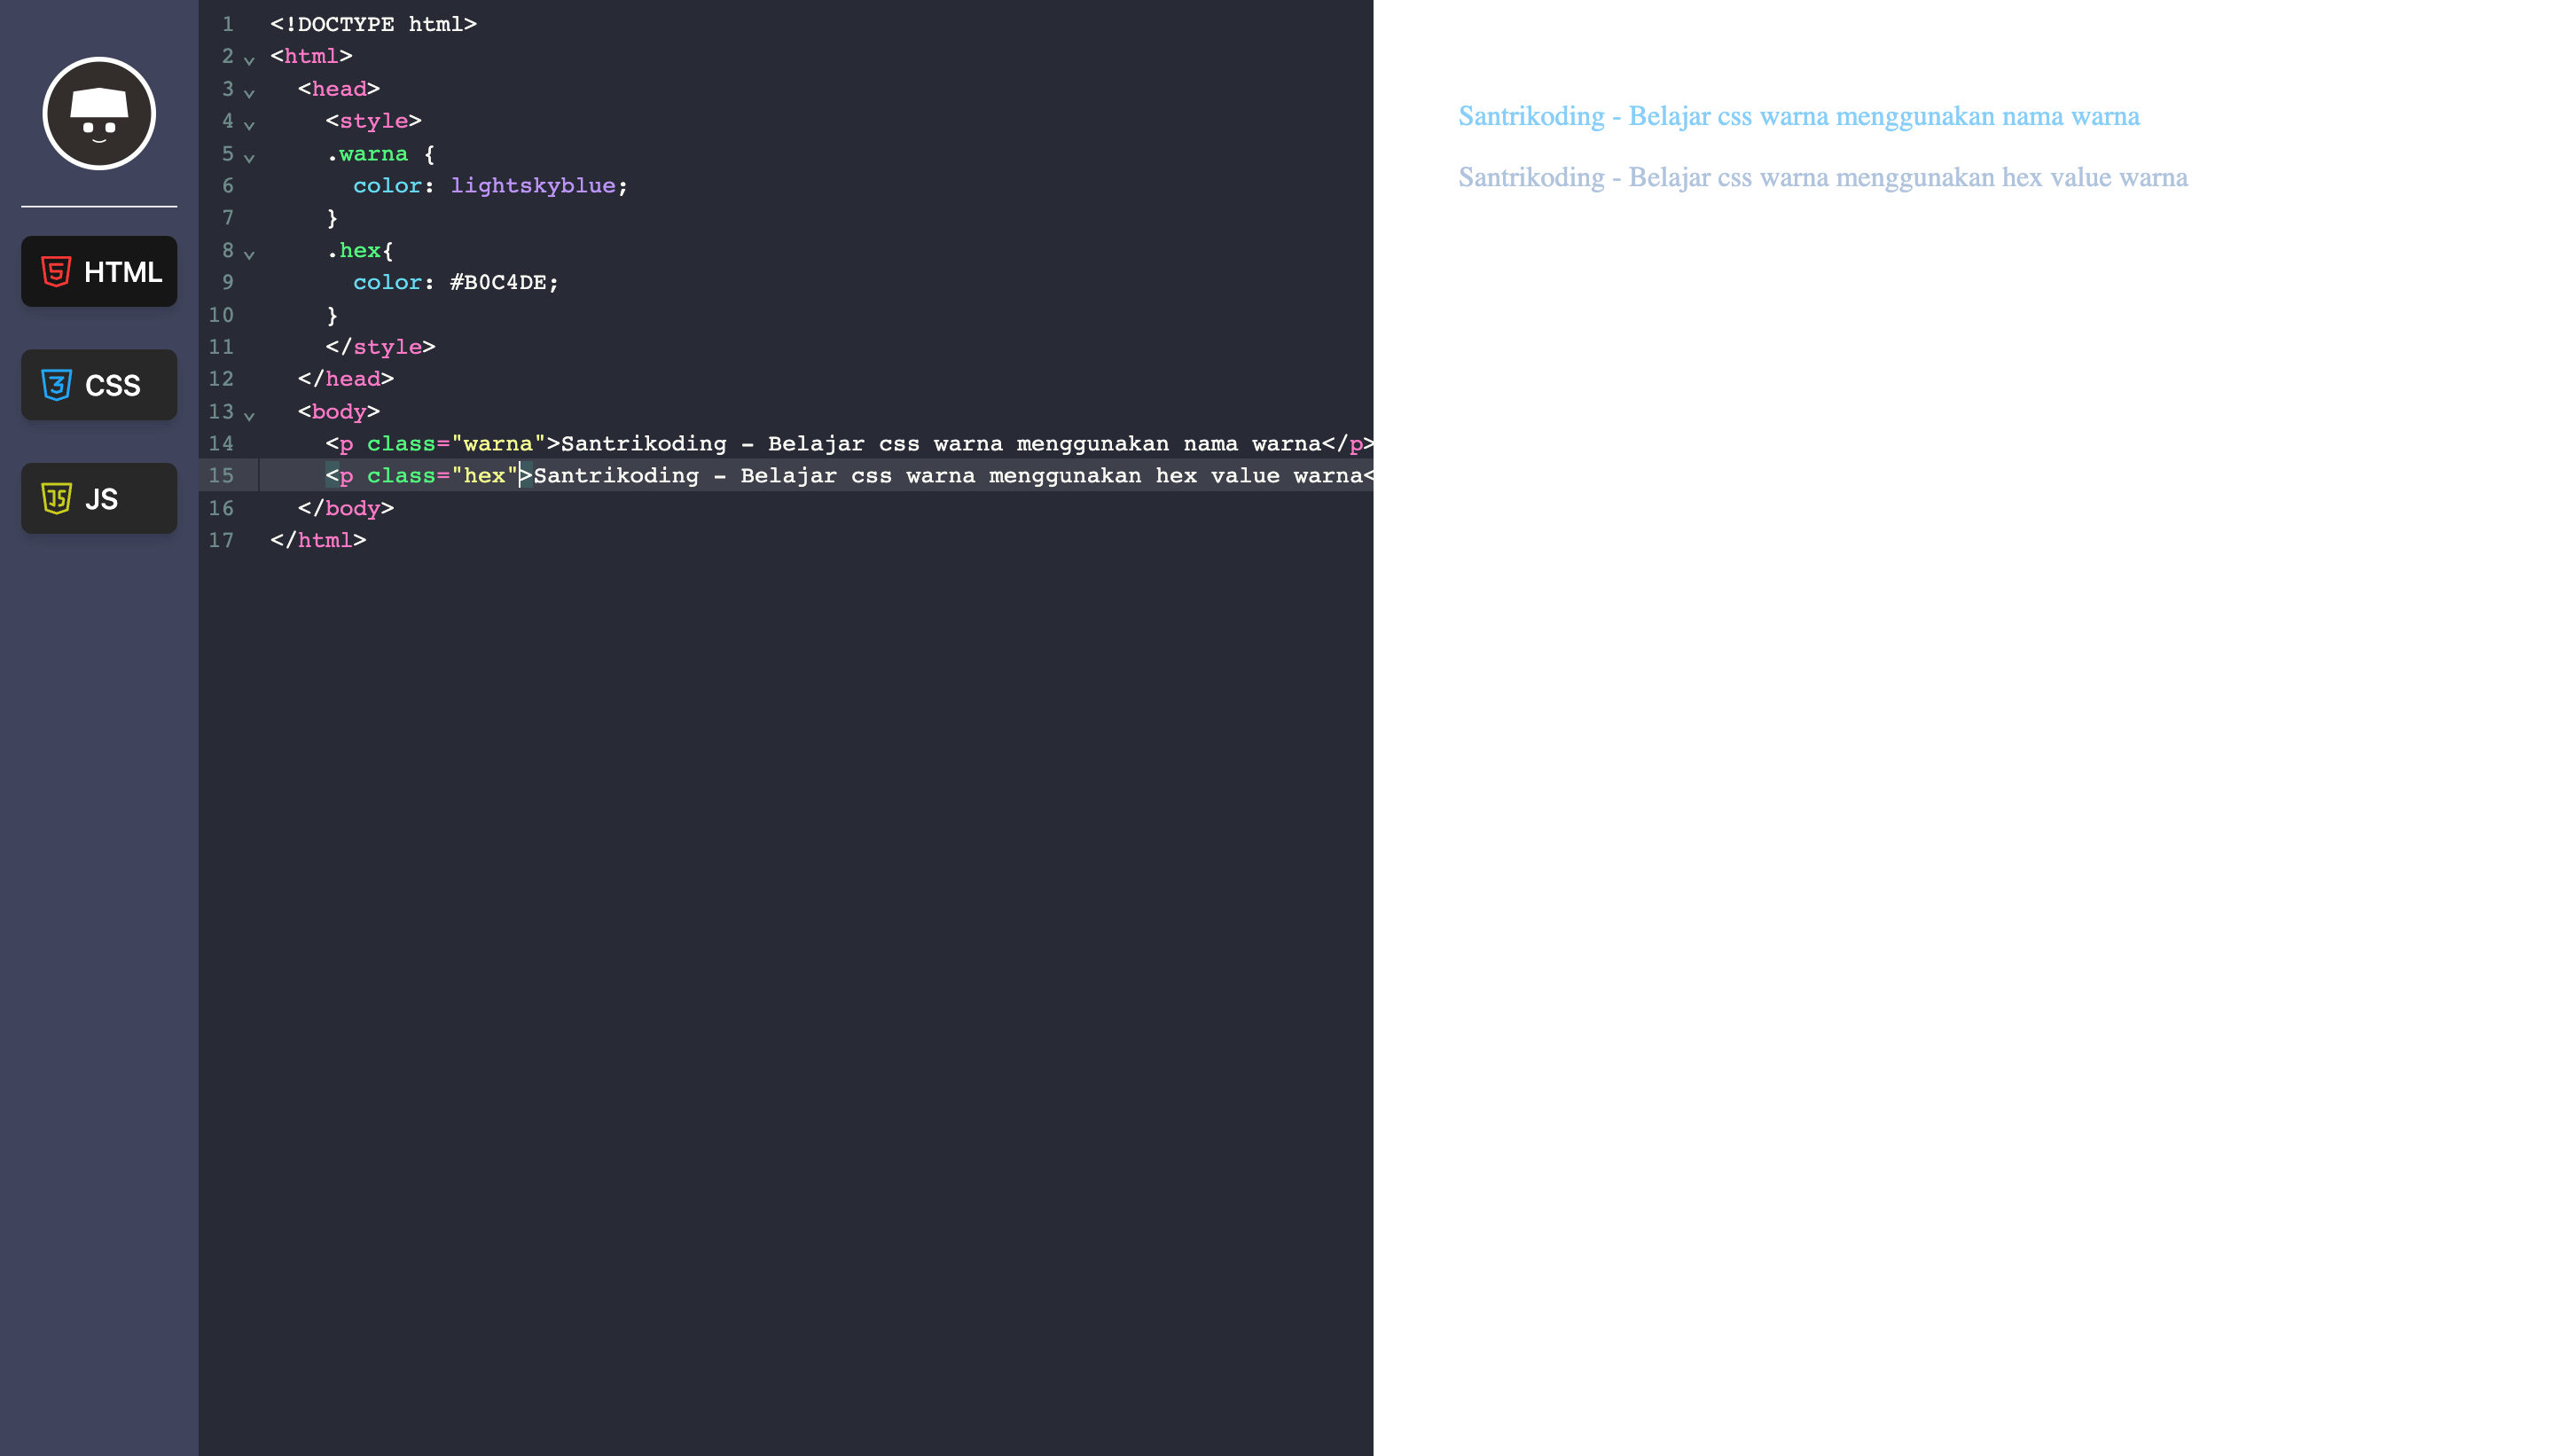 HTML
CSS
JS
1 <!DOCTYPE html>
2 <html>
3 <head>
4 <style>
5 .warna {
6 color: lightskyblue;
7 }
8 .hex{
9 color: #B0C4DE;
10 }
11 </style>
12 </head>
13 <body>
14 <p class="warna">Santrikoding - Belajar css warna menggunakan nama warna</p>
15 <p class="hex">Santrikoding - Belajar css warna menggunakan hex value warna<
16 </body>
17 </html>
Santrikoding - Belajar css warna menggunakan nama warna
Santrikoding - Belajar css warna menggunakan hex value warna